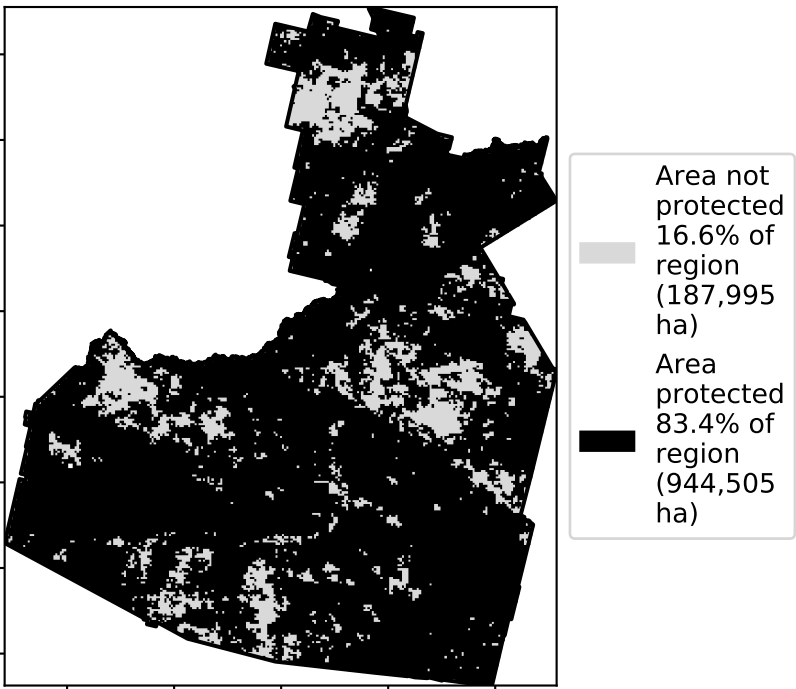 Area not
protected
16.6% of
region
(187,995
ha)
Area
protected
83.4% of
region
(944,505
ha)